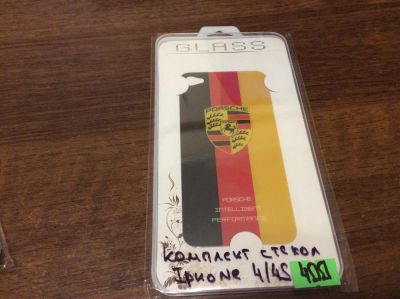 GLASS
PORSCHE
PORSCHE
INTELLIGENT
PERFORMANCE
комплект стекол
Iphone 4/4S 400